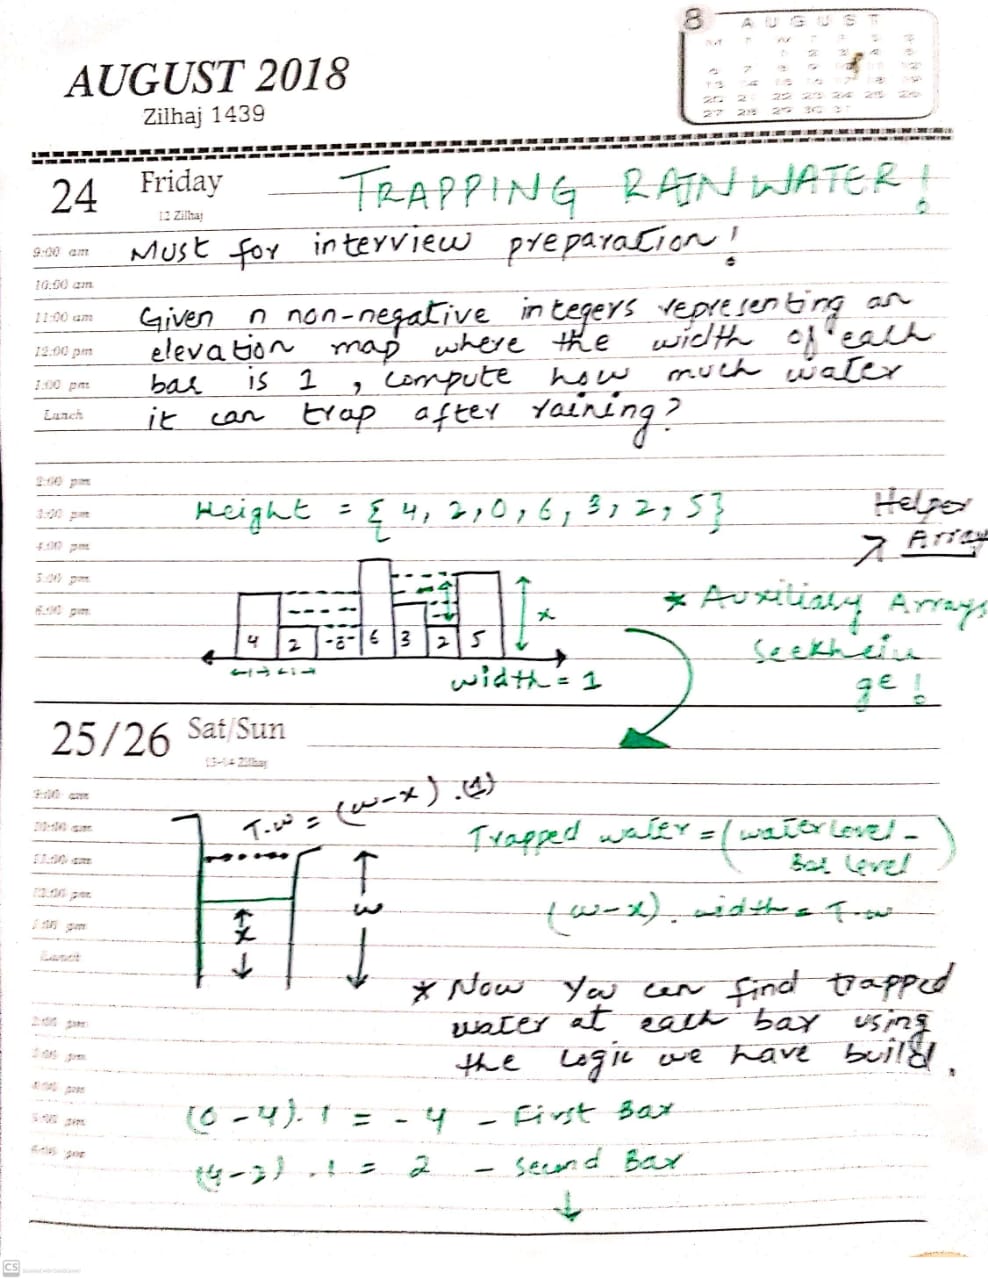 8 AUGUST
AUGUST 2018
Zilhaj 1439
24 Friday
12 Zilhaj
TRAPPING RAIN WATER!
9:00 am
Must for interview preparation!
10:00 am
11:00 am
Given n non-negative integers representing an
12:00 pm
elevation map where the width of each
1:00 pm
bar is 1, compute how much water
Lunch
it can trap after raining?
2:00 pm
3:00 pm
Height = { 4, 2, 0, 6, 3, 2, 5}
Helper
Array
4:00 pm
5:00 pm
6:00 pm
* Auxiliary Arrays
Seekhein
ge!
x
4 2 -0- 6 3 2 5
1 1
width = 1
25/26 Sat/Sun
13-14 Zilhaj
9:00 am
T.w = (w-x).(1)
10:00 am
Trapped water = (water level -
Bar level)
11:00 am
12:00 pm
(w-x). width = T.w
w
x
1:00 pm
Lunch
* Now You can find trapped
2:00 pm
water at each bar using
3:00 pm
the logic we have build.
4:00 pm
5:00 pm
(0-4).1 = -4 - First Bar
6:00 pm
(4-2).1 = 2 - Second Bar
CS
Scanned with CamScanner